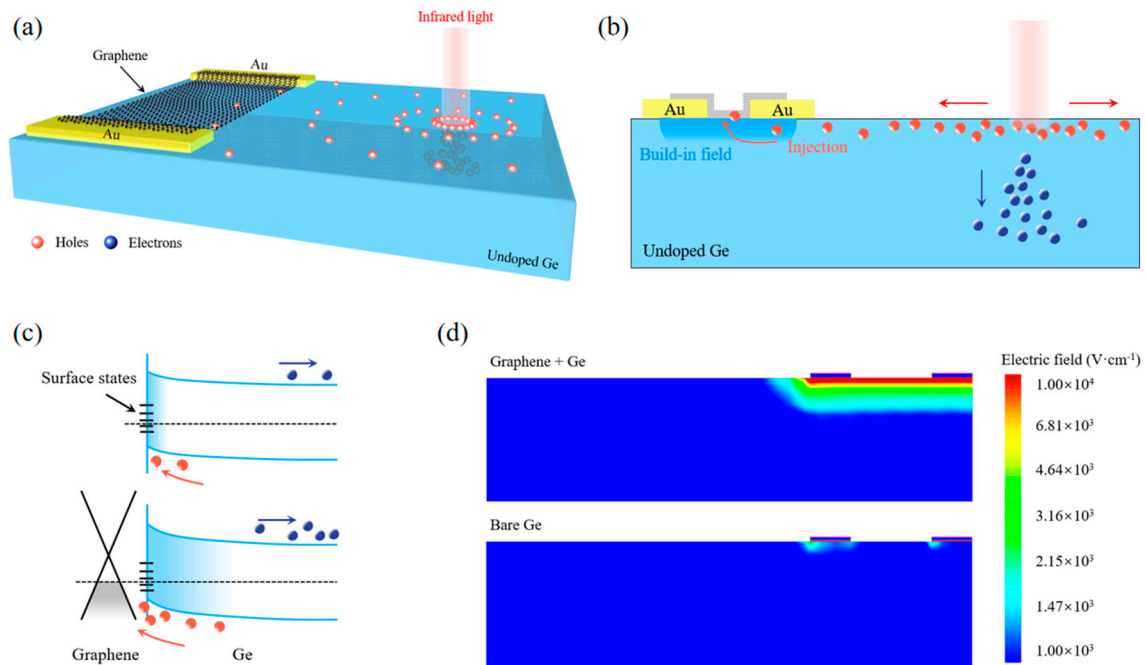 (a)
Infrared light
Graphene
Au
Au
Holes
Electrons
Undoped Ge
(b)
Au
Au
Build-in field
Injection
Undoped Ge
(c)
Surface states
Graphene
Ge
(d)
Graphene + Ge
Bare Ge
Electric field (V·cm⁻¹)
1.00×10⁴
6.81×10³
4.64×10³
3.16×10³
2.15×10³
1.47×10³
1.00×10³